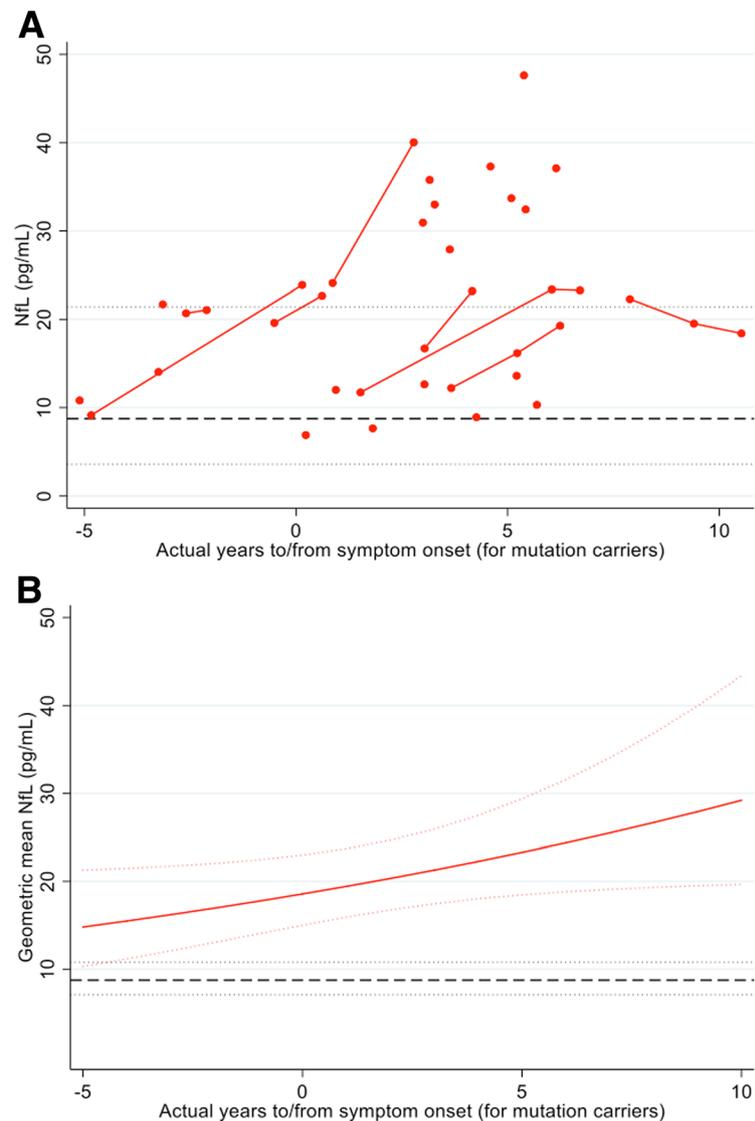 A
50
40
30
20
10
0
NfL (pg/mL)
-5 0 5 10
Actual years to/from symptom onset (for mutation carriers)
B
50
40
30
20
10
Geometric mean NfL (pg/mL)
-5 0 5 10
Actual years to/from symptom onset (for mutation carriers)